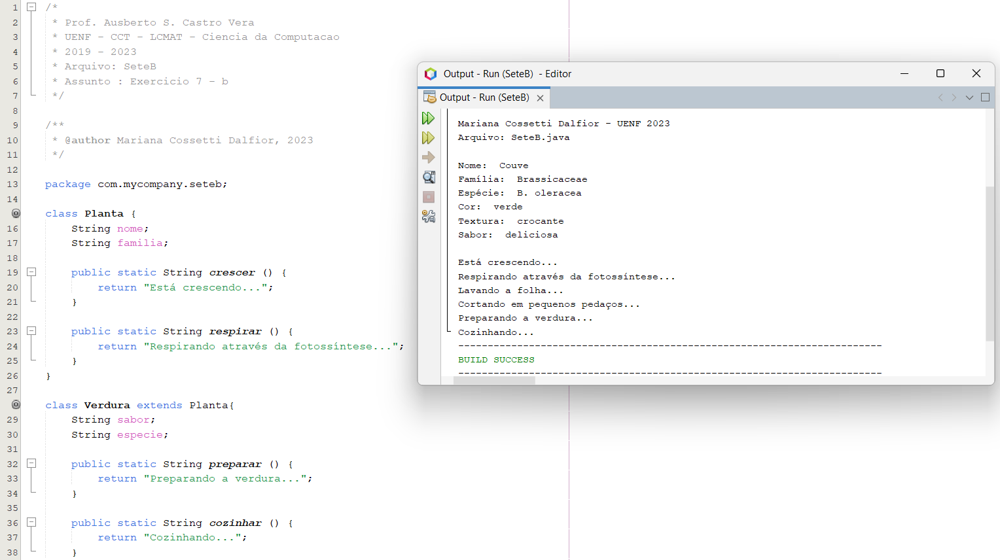 1 /*
2 * Prof. Ausberto S. Castro Vera
3 * UENF - CCT - LCMAT - Ciencia da Computacao
4 * 2019 - 2023
5 * Arquivo: SeteB
6 * Assunto : Exercicio 7 - b
7 */
8
9 /**
10 * @author Mariana Cossetti Dalfior, 2023
11 */
12
13 package com.mycompany.seteb;
14
class Planta {
16 String nome;
17 String familia;
18
19 public static String crescer () {
20 return "Está crescendo...";
21 }
22
23 public static String respirar () {
24 return "Respirando através da fotossíntese...";
25 }
26 }
27
class Verdura extends Planta{
29 String sabor;
30 String especie;
31
32 public static String preparar () {
33 return "Preparando a verdura...";
34 }
35
36 public static String cozinhar () {
37 return "Cozinhando...";
38 }
Output - Run (SeteB) - Editor
Output - Run (SeteB)
Mariana Cossetti Dalfior - UENF 2023
Arquivo: SeteB.java
Nome: Couve
Família: Brassicaceae
Espécie: B. oleracea
Cor: verde
Textura: crocante
Sabor: deliciosa
Está crescendo...
Respirando através da fotossíntese...
Lavando a folha...
Cortando em pequenos pedaços...
Preparando a verdura...
Cozinhando...
------------------------------------------------------------------------
BUILD SUCCESS
------------------------------------------------------------------------